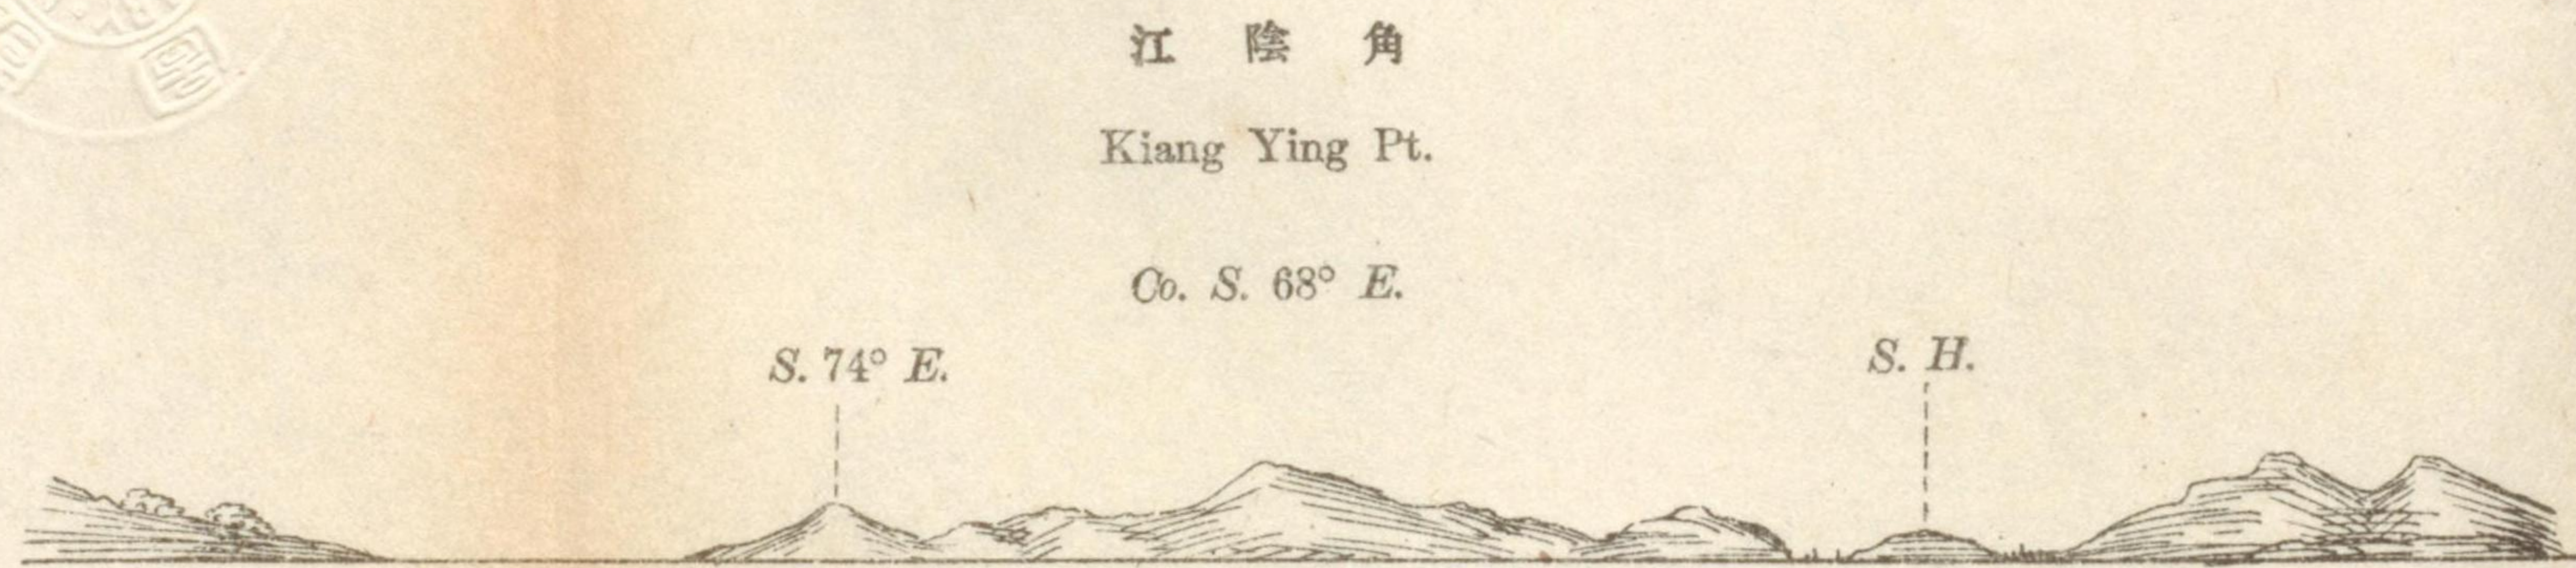 江陰角
Kiang Ying Pt.
Co. S. 68° E.
S. 74° E.
S. H.